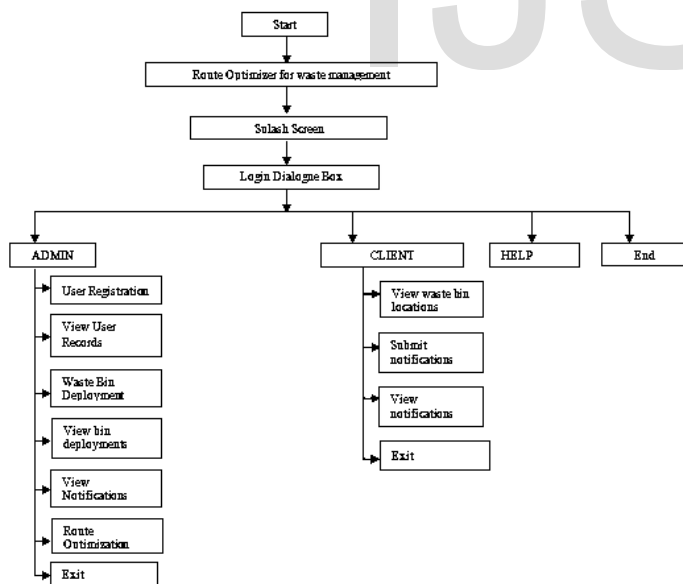 IJS
Start
Route Optimizer for waste management
Splash Screen
Login Dialogue Box
ADMIN
CLIENT
HELP
End
User Registration
View User
Records
Waste Bin
Deployment
View bin
deployments
View
Notifications
Route
Optimization
Exit
View waste bin
locations
Submit
notifications
View
notifications
Exit